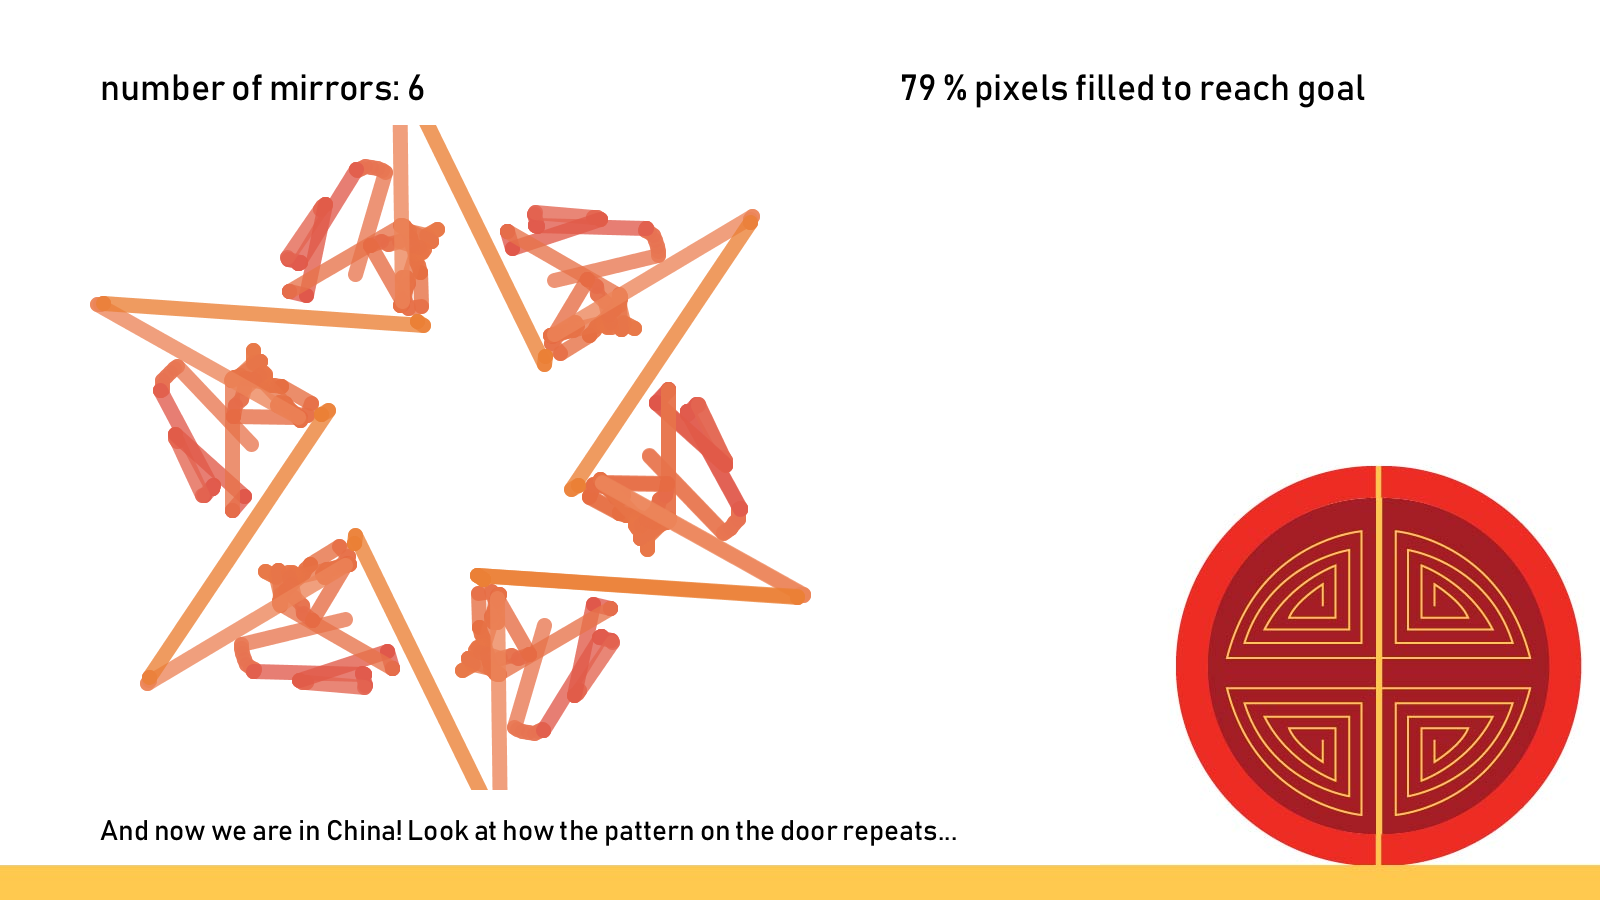 number of mirrors: 6
79 % pixels filled to reach goal
And now we are in China! Look at how the pattern on the door repeats...